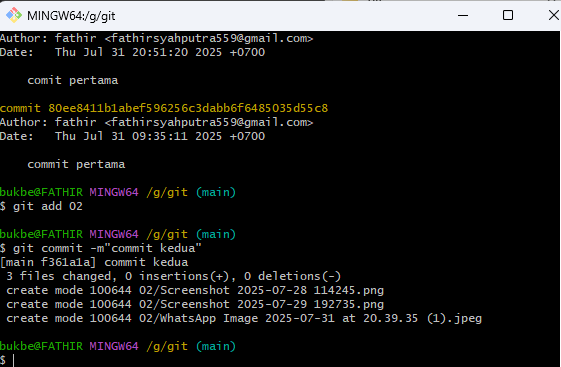 MINGW64:/g/git
Author: fathir <fathirsyahputra559@gmail.com>
Date:   Thu Jul 31 20:51:20 2025 +0700
    comit pertama
commit 80ee8411b1abef596256c3dabb6f6485035d55c8
Author: fathir <fathirsyahputra559@gmail.com>
Date:   Thu Jul 31 09:35:11 2025 +0700
    commit pertama
bukbe@FATHIR MINGW64 /g/git (main)
$ git add 02
bukbe@FATHIR MINGW64 /g/git (main)
$ git commit -m"commit kedua"
[main f361a1a] commit kedua
 3 files changed, 0 insertions(+), 0 deletions(-)
 create mode 100644 02/Screenshot 2025-07-28 114245.png
 create mode 100644 02/Screenshot 2025-07-29 192735.png
 create mode 100644 02/WhatsApp Image 2025-07-31 at 20.39.35 (1).jpeg
bukbe@FATHIR MINGW64 /g/git (main)
$